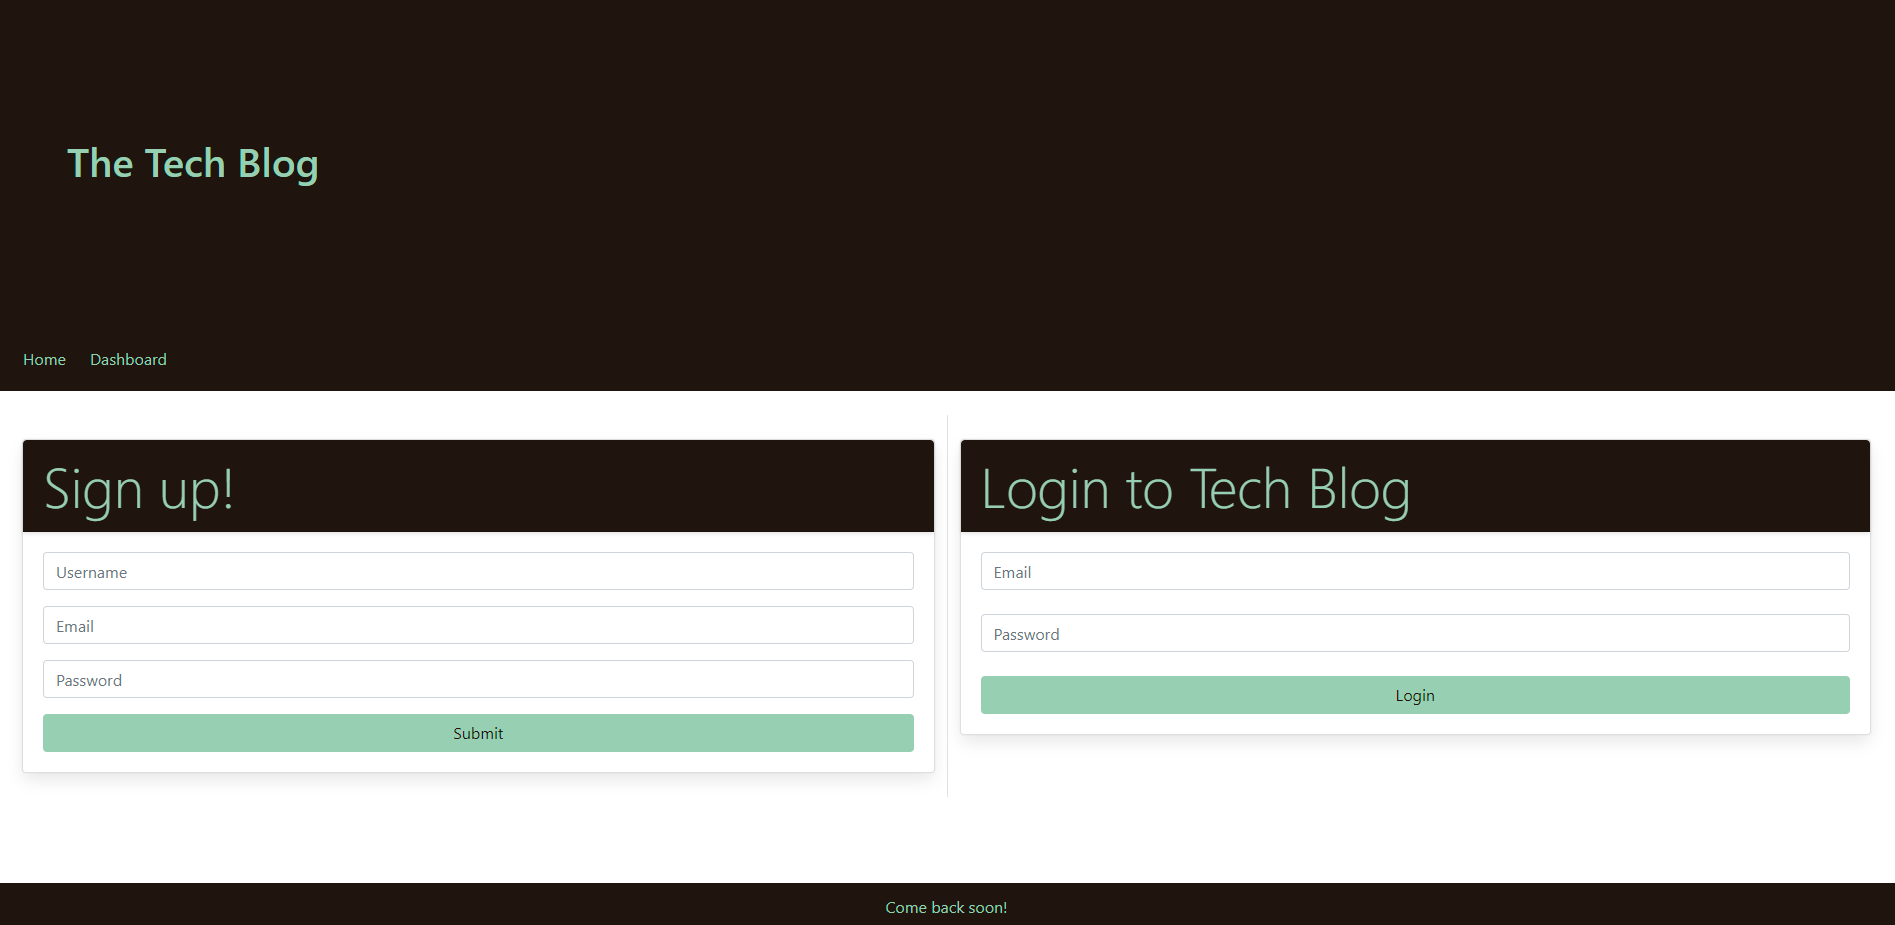 The Tech Blog
Home Dashboard
Sign up!
Username
Email
Password
Submit
Login to Tech Blog
Email
Password
Login
Come back soon!